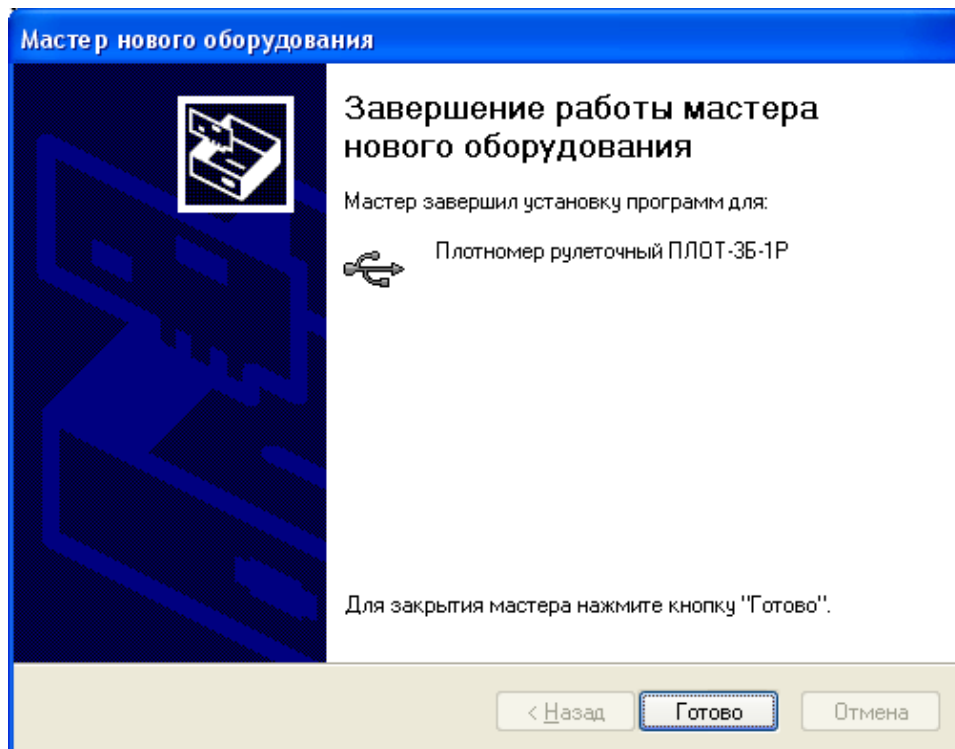 Мастер нового оборудования
Завершение работы мастера
нового оборудования
Мастер завершил установку программ для:
Плотномер рулеточный ПЛОТ-3Б-1Р
Для закрытия мастера нажмите кнопку "Готово".
< Назад Готово Отмена